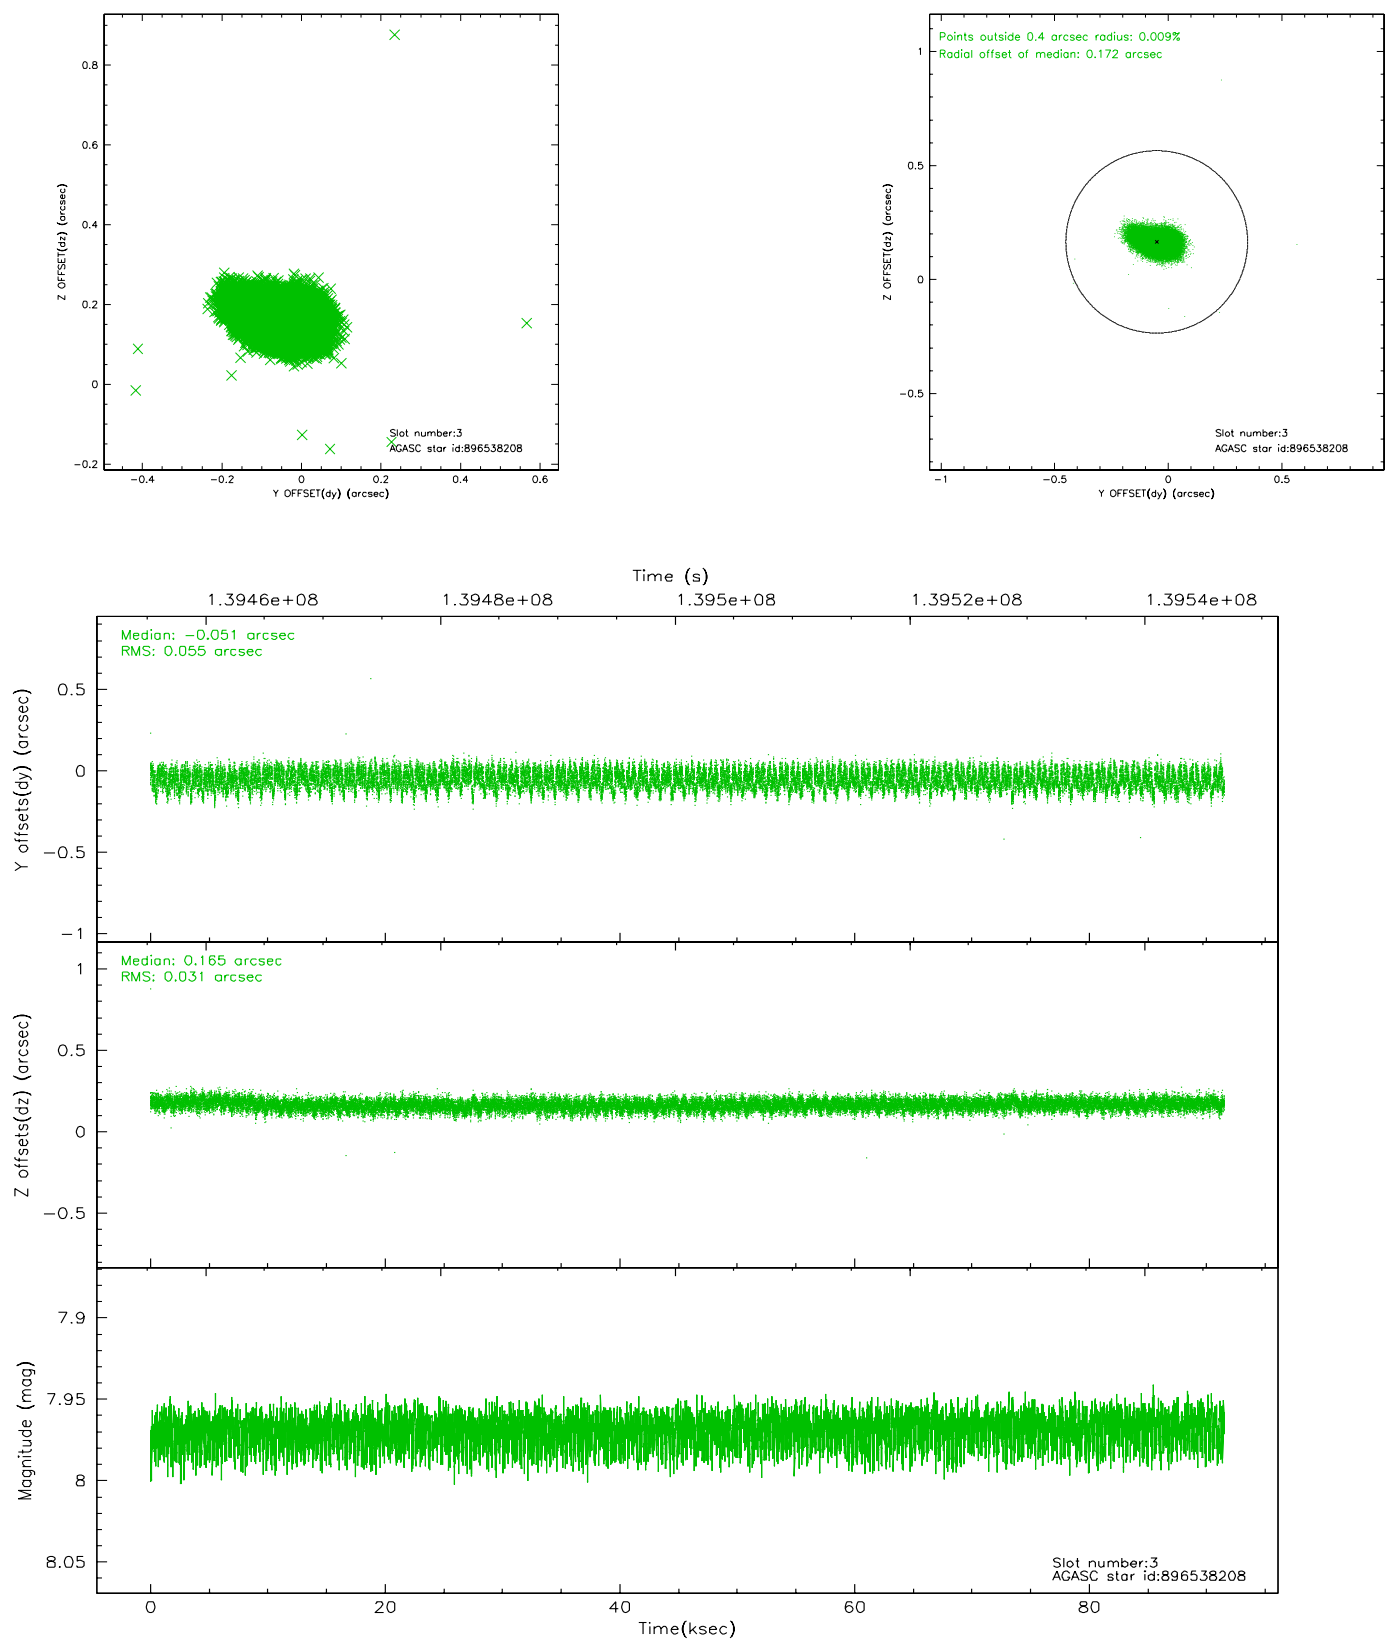 0.8
0.6
0.4
0.2
0
−0.2
−0.4
−0.2
0
0.2
0.4
0.6
Z OFFSET(dz) (arcsec)
Y OFFSET(dy) (arcsec)
Slot number:3
AGASC star id:896538208
Points outside 0.4 arcsec radius: 0.009%
Radial offset of median: 0.172 arcsec
1
0.5
0
−0.5
−1
−0.5
0
0.5
Z OFFSET(dz) (arcsec)
Y OFFSET(dy) (arcsec)
Slot number:3
AGASC star id:896538208
Time (s)
1.3946e+08
1.3948e+08
1.395e+08
1.3952e+08
1.3954e+08
Median: −0.051 arcsec
RMS: 0.055 arcsec
0.5
0
−0.5
−1
Y offsets(dy) (arcsec)
Median: 0.165 arcsec
RMS: 0.031 arcsec
1
0.5
0
−0.5
Z offsets(dz) (arcsec)
7.9
7.95
8
8.05
Magnitude (mag)
Slot number:3
AGASC star id:896538208
0
20
40
60
80
Time(ksec)